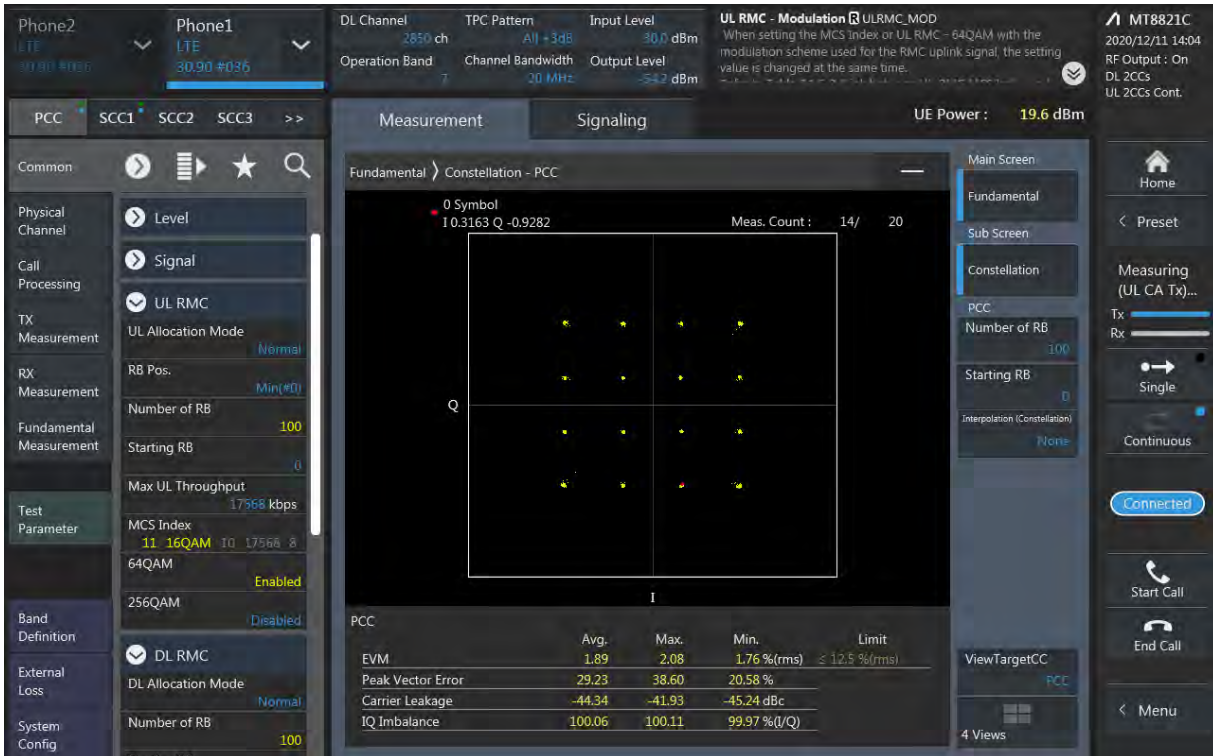 Phone2
LTE
30.90 #036
Phone1
LTE
30.90 #036
DL Channel
2850 ch
TPC Pattern
All +3dB
Input Level
30.0 dBm
Operation Band
7
Channel Bandwidth
20 MHz
Output Level
-54.2 dBm
UL RMC - Modulation R ULRMC_MOD
When setting the MCS Index or UL RMC - 64QAM with the
modulation scheme used for the RMC uplink signal, the setting
value is changed at the same time.
MT8821C
2020/12/11 14:04
RF Output : On
DL 2CCs
UL 2CCs Cont.
PCC SCC1 SCC2 SCC3 >>
Measurement
Signaling
UE Power : 19.6 dBm
Common
Physical
Channel
Call
Processing
TX
Measurement
RX
Measurement
Fundamental
Measurement
Test
Parameter
Band
Definition
External
Loss
System
Config
Level
Signal
UL RMC
UL Allocation Mode
Normal
RB Pos.
Min(#0)
Number of RB
100
Starting RB
0
Max UL Throughput
17568 kbps
MCS Index
11 16QAM 10 17568 8
64QAM
Enabled
256QAM
Disabled
DL RMC
DL Allocation Mode
Normal
Number of RB
100
Fundamental 〉 Constellation - PCC
0 Symbol
I 0.3163 Q -0.9282
Meas. Count : 14/ 20
Q
I
PCC
Avg. Max. Min. Limit
EVM 1.89 2.08 1.76 %(rms) ≤ 12.5 %(rms)
Peak Vector Error 29.23 38.60 20.58 %
Carrier Leakage -44.34 -41.93 -45.24 dBc
IQ Imbalance 100.06 100.11 99.97 %(I/Q)
Main Screen
Fundamental
Sub Screen
Constellation
PCC
Number of RB
100
Starting RB
0
Interpolation (Constellation)
None
ViewTargetCC
PCC
4 Views
Home
< Preset
Measuring
(UL CA Tx)...
Tx
Rx
Single
Continuous
Connected
Start Call
End Call
< Menu